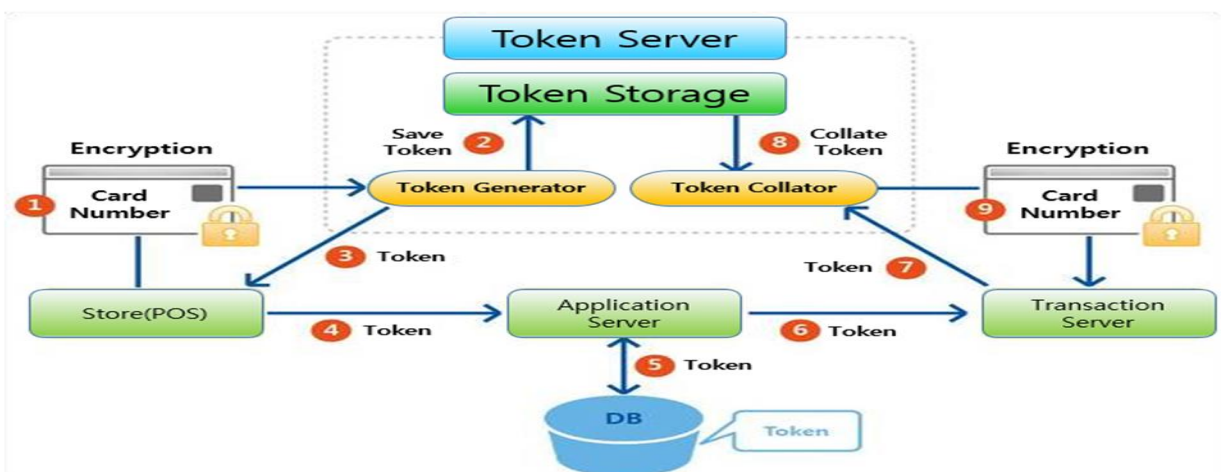 Token Server
Token Storage
Save
Token
2
8
Collate
Token
Encryption
Encryption
1
Card
Number
Token Generator
Token Collator
9
Card
Number
3
Token
Token
7
Store(POS)
4
Token
Application
Server
6
Token
Transaction
Server
5
Token
DB
Token